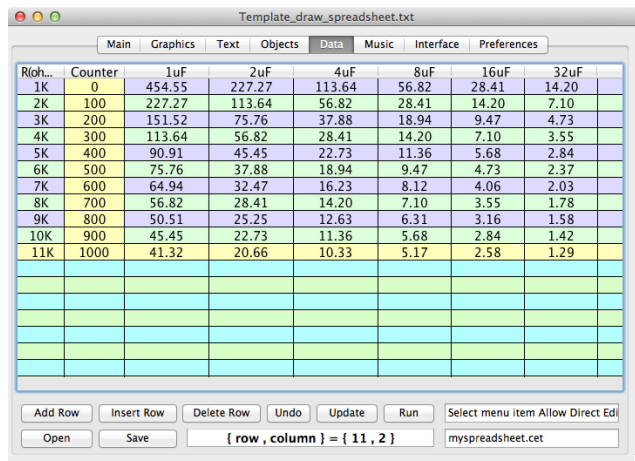 Template_draw_spreadsheet.txt
Main Graphics Text Objects Data Music Interface Preferences
R(oh... Counter 1uF 2uF 4uF 8uF 16uF 32uF
1K 0 454.55 227.27 113.64 56.82 28.41 14.20
2K 100 227.27 113.64 56.82 28.41 14.20 7.10
3K 200 151.52 75.76 37.88 18.94 9.47 4.73
4K 300 113.64 56.82 28.41 14.20 7.10 3.55
5K 400 90.91 45.45 22.73 11.36 5.68 2.84
6K 500 75.76 37.88 18.94 9.47 4.73 2.37
7K 600 64.94 32.47 16.23 8.12 4.06 2.03
8K 700 56.82 28.41 14.20 7.10 3.55 1.78
9K 800 50.51 25.25 12.63 6.31 3.16 1.58
10K 900 45.45 22.73 11.36 5.68 2.84 1.42
11K 1000 41.32 20.66 10.33 5.17 2.58 1.29
Add Row Insert Row Delete Row Undo Update Run Select menu item Allow Direct Edi
Open Save { row , column } = { 11 , 2 } myspreadsheet.cet